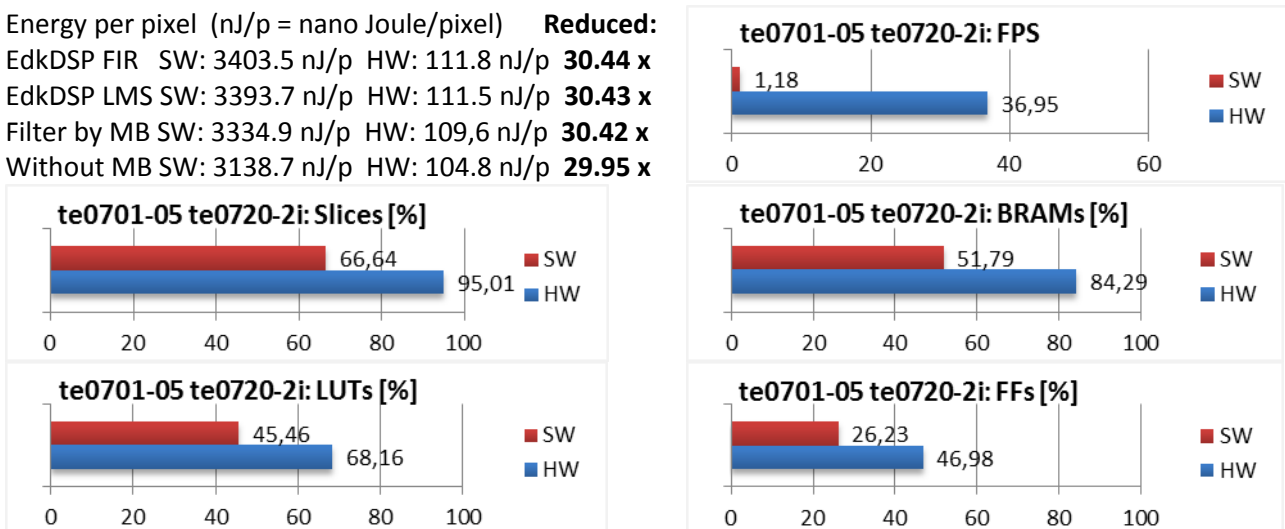 Energy per pixel (nJ/p = nano Joule/pixel) Reduced:
EdkDSP FIR SW: 3403.5 nJ/p HW: 111.8 nJ/p 30.44 x
EdkDSP LMS SW: 3393.7 nJ/p HW: 111.5 nJ/p 30.43 x
Filter by MB SW: 3334.9 nJ/p HW: 109,6 nJ/p 30.42 x
Without MB SW: 3138.7 nJ/p HW: 104.8 nJ/p 29.95 x
te0701-05 te0720-2i: FPS
1,18
36,95
SW
HW
0 20 40 60
te0701-05 te0720-2i: Slices [%]
66,64
95,01
SW
HW
0 20 40 60 80 100
te0701-05 te0720-2i: BRAMs [%]
51,79
84,29
SW
HW
0 20 40 60 80 100
te0701-05 te0720-2i: LUTs [%]
45,46
68,16
SW
HW
0 20 40 60 80 100
te0701-05 te0720-2i: FFs [%]
26,23
46,98
SW
HW
0 20 40 60 80 100